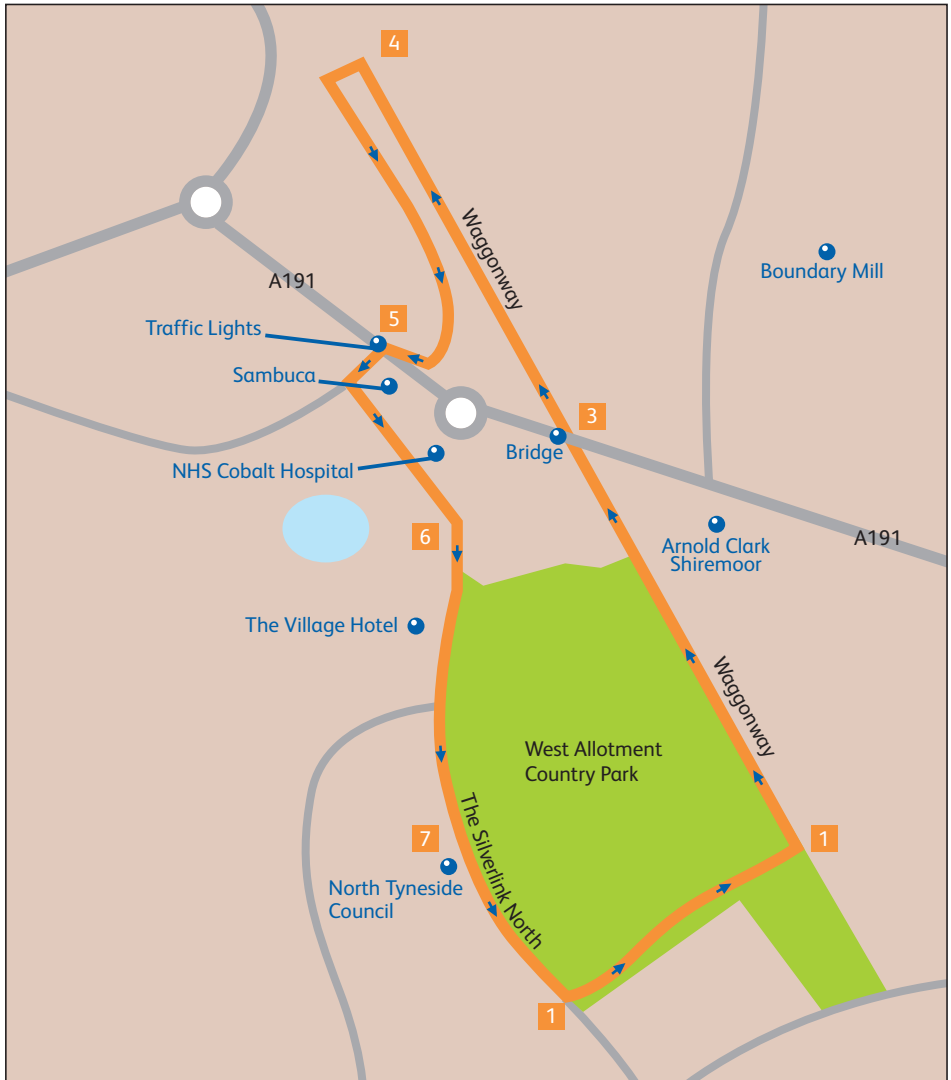 4
Waggonway
Boundary Mill
A191
5
Traffic Lights
Sambuca
3
Bridge
NHS Cobalt Hospital
6
Arnold Clark
Shiremoor
A191
The Village Hotel
Waggonway
West Allotment
Country Park
7
1
The Silverlink North
North Tyneside
Council
1